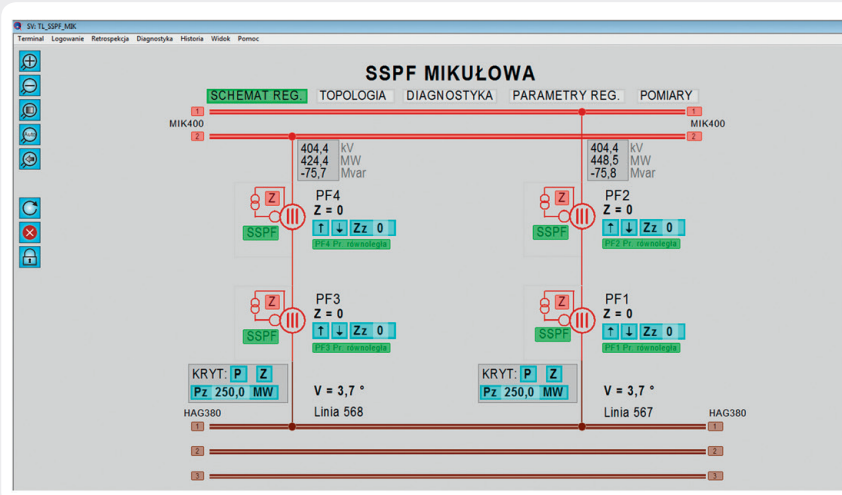 SV: TL_SSPF_MIK
Terminal Logowanie Retrospekcja Diagnostyka Historia Widok Pomoc
SSPF MIKUŁOWA
SCHEMAT REG. TOPOLOGIA DIAGNOSTYKA PARAMETRY REG. POMIARY
1 1
MIK400 MIK400
2 2
404,4 kV 404,4 kV
424,4 MW 448,5 MW
-75,7 Mvar -75,8 Mvar
Z PF4 Z PF2
Z = 0 Z = 0
SSPF ↑ ↓ Zz 0 SSPF ↑ ↓ Zz 0
PF4 Pr. równoległa PF2 Pr. równoległa
Z PF3 Z PF1
Z = 0 Z = 0
SSPF ↑ ↓ Zz 0 SSPF ↑ ↓ Zz 0
PF3 Pr. równoległa PF1 Pr. równoległa
KRYT: P Z KRYT: P Z
Pz 250,0 MW V = 3,7 ° Pz 250,0 MW V = 3,7 °
HAG380 Linia 568 Linia 567 HAG380
1 1
2 2
3 3